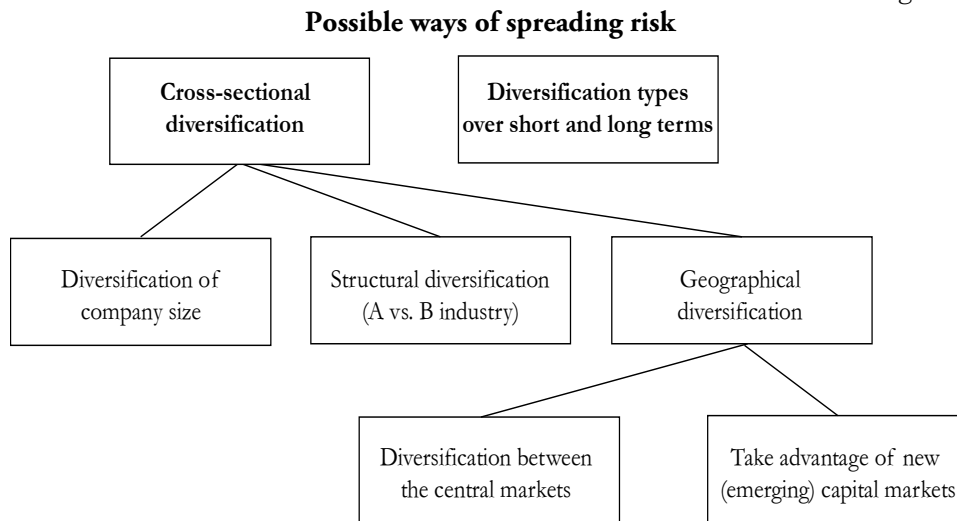 Possible ways of spreading risk
Cross-sectional
diversification
Diversification types
over short and long terms
Diversification of
company size
Structural diversification
(A vs. B industry)
Geographical
diversification
Diversification between
the central markets
Take advantage of new
(emerging) capital markets